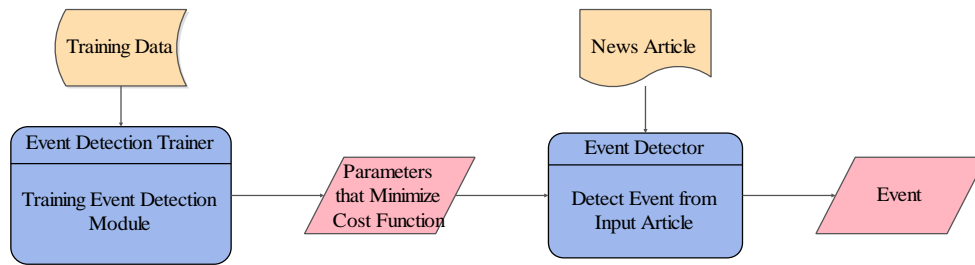 Training Data
News Article
Event Detection Trainer
Training Event Detection
Module
Parameters
that Minimize
Cost Function
Event Detector
Detect Event from
Input Article
Event